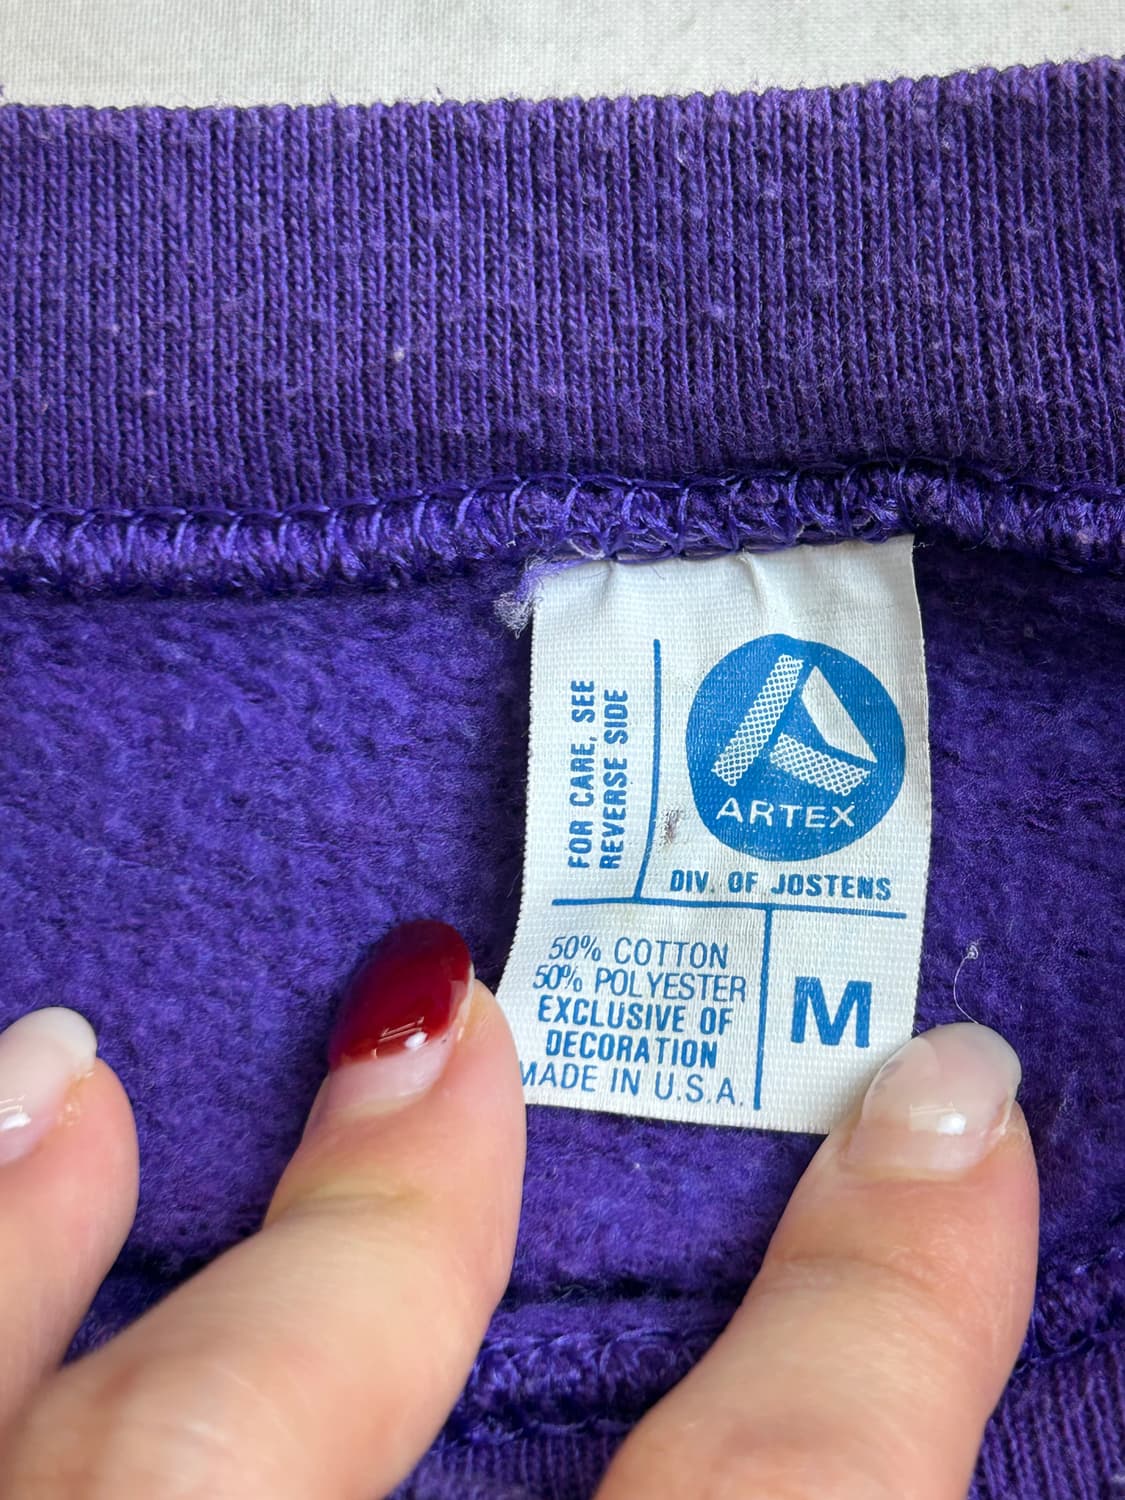 FOR CARE, SEE
REVERSE SIDE
ARTEX
DIV. OF JOSTENS
50% COTTON
50% POLYESTER
EXCLUSIVE OF
DECORATION
MADE IN U.S.A.
M